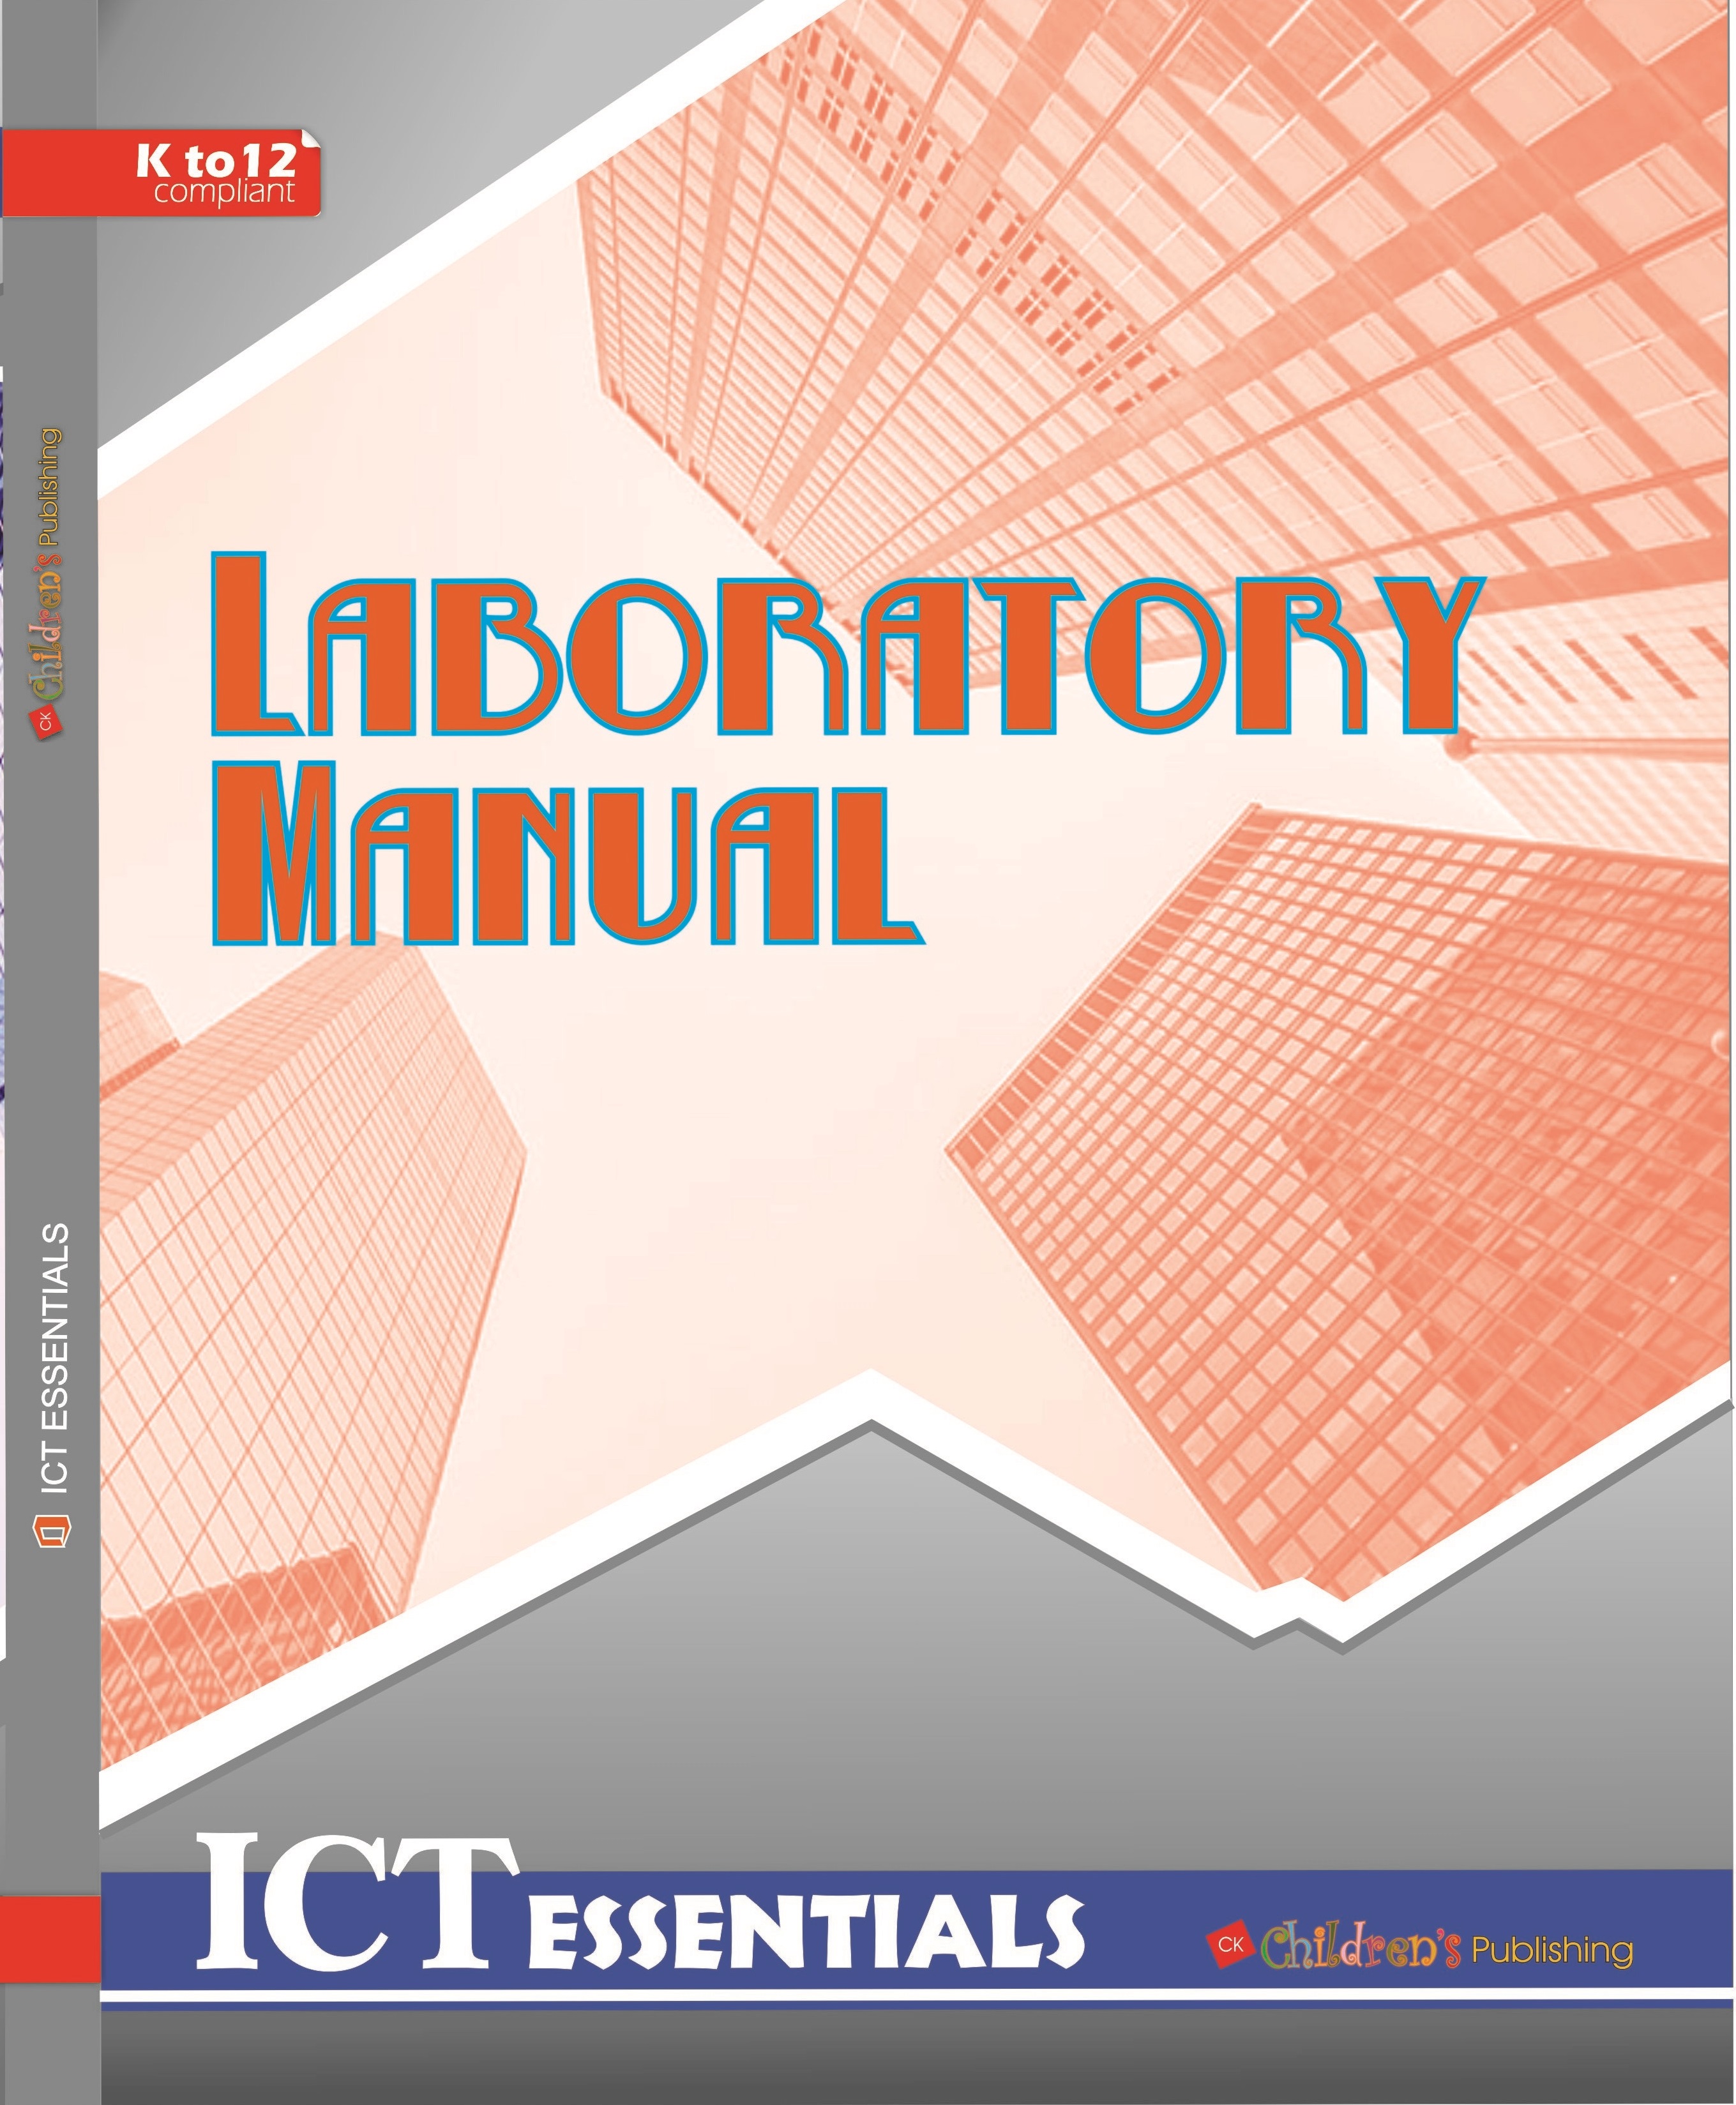 K to12
compliant
CK Children's Publishing
ICT ESSENTIALS
LABORATORY
MANUAL
ICT ESSENTIALS
CK Children's Publishing